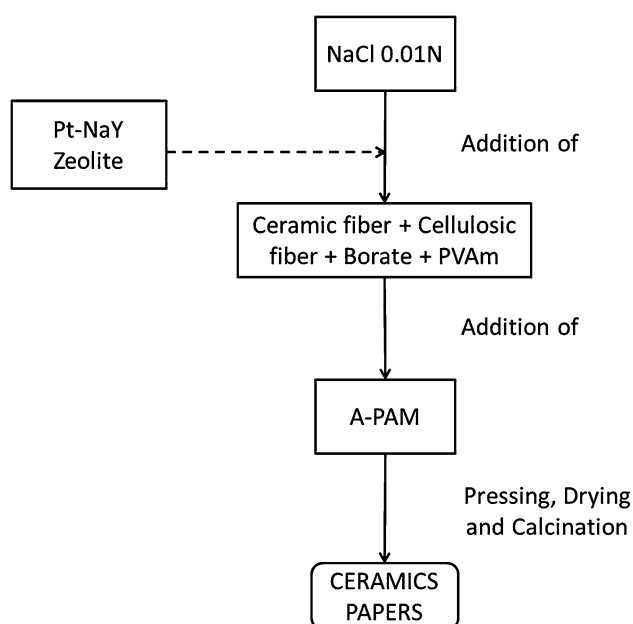 NaCl 0.01N
Pt-NaY
Zeolite
Addition of
Ceramic fiber + Cellulosic
fiber + Borate + PVAm
Addition of
A-PAM
Pressing, Drying
and Calcination
CERAMICS
PAPERS